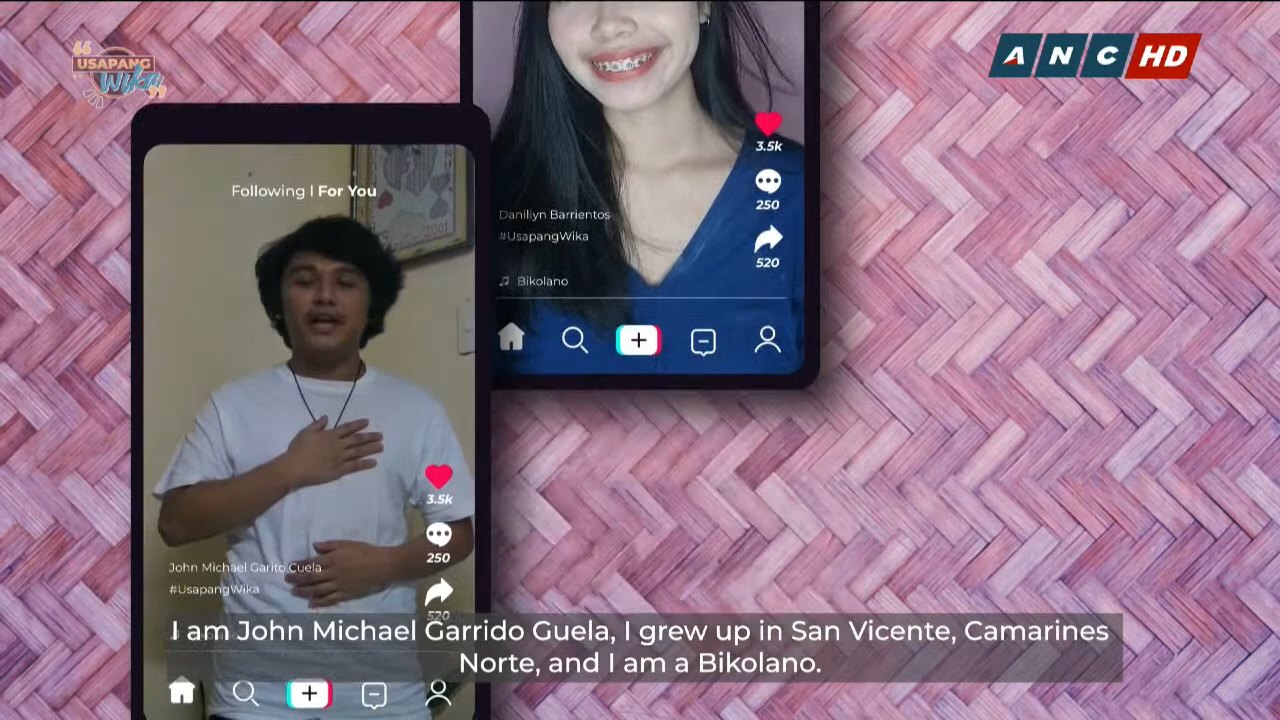 “ USAPANG
Wika ”
ANC HD
3.5k
250
Daniliyn Barrientos
#UsapangWika
520
♫ Bikolano
Following | For You
2001
3.5k
250
John Michael Garito Cuela
#UsapangWika
520
I am John Michael Garrido Guela, I grew up in San Vicente, Camarines
Norte, and I am a Bikolano.